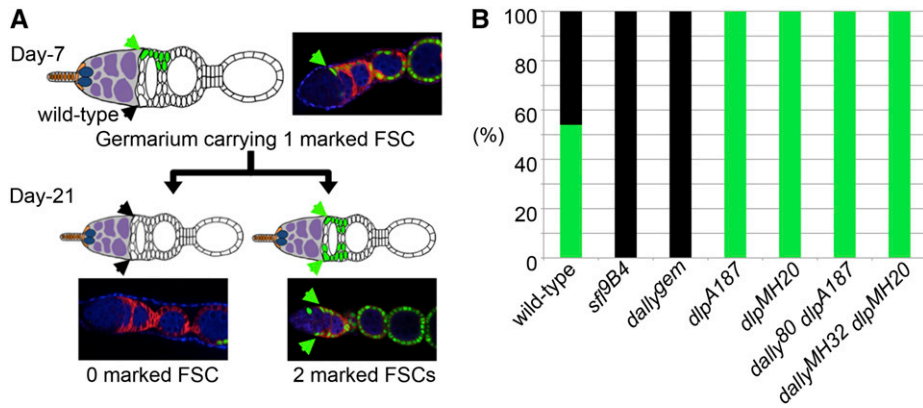 A
Day-7
wild-type
Germarium carrying 1 marked FSC
Day-21
0 marked FSC
2 marked FSCs
B
100
80
60
(%)
40
20
0
wild-type
sfl9B4
dallygem
dlpA187
dlpMH20
dally80 dlpA187
dallyMH32 dlpMH20